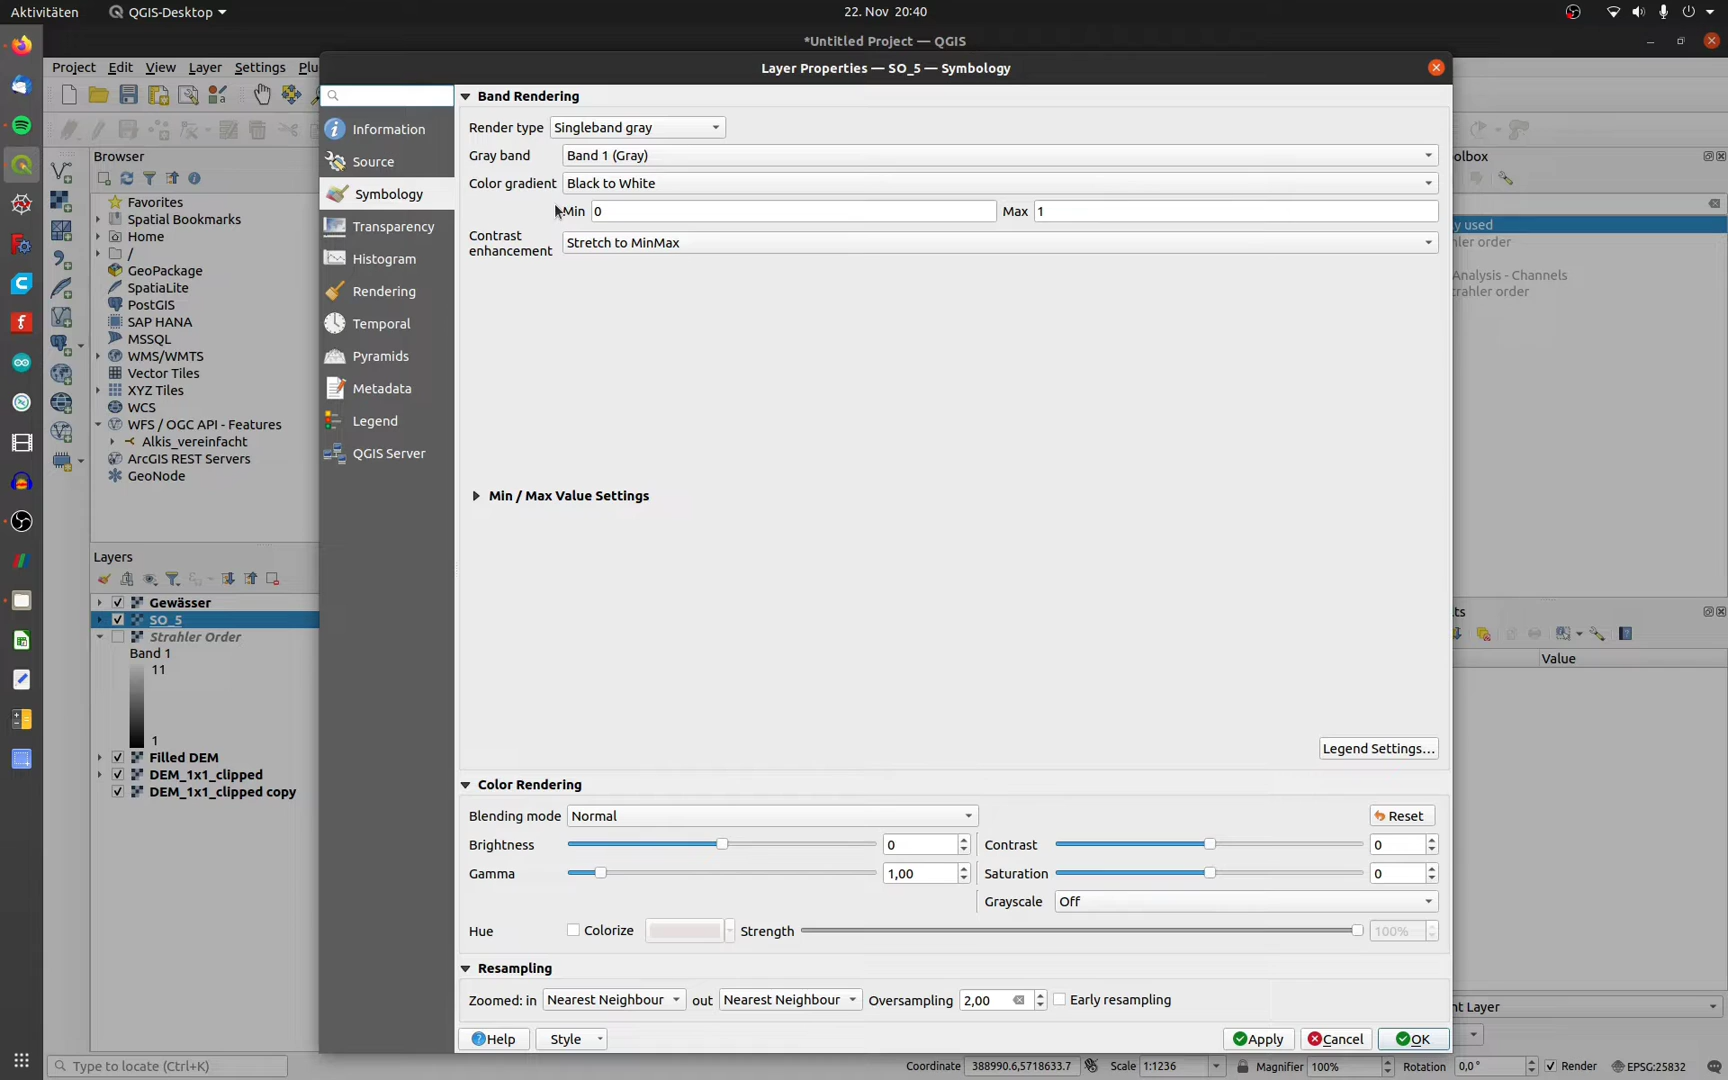 Aktivitäten
QGIS-Desktop
22. Nov 20:40
*Untitled Project — QGIS
Project Edit View Layer Settings Plu
Layer Properties — SO_5 — Symbology
Information
Source
Symbology
Transparency
Histogram
Rendering
Temporal
Pyramids
Metadata
Legend
QGIS Server
Band Rendering
Render type Singleband gray
Gray band Band 1 (Gray)
Color gradient Black to White
Min 0 Max 1
Contrast
enhancement Stretch to MinMax
Min / Max Value Settings
Legend Settings...
Color Rendering
Blending mode Normal Reset
Brightness 0 Contrast 0
Gamma 1,00 Saturation 0
Grayscale Off
Hue Colorize Strength 100%
Resampling
Zoomed: in Nearest Neighbour out Nearest Neighbour Oversampling 2,00 Early resampling
Help Style Apply Cancel OK
Browser
Favorites
Spatial Bookmarks
Home
/
GeoPackage
SpatiaLite
PostGIS
SAP HANA
MSSQL
WMS/WMTS
Vector Tiles
XYZ Tiles
WCS
WFS / OGC API - Features
Alkis_vereinfacht
ArcGIS REST Servers
GeoNode
Layers
Gewässer
SO_5
Strahler Order
Band 1
11
1
Filled DEM
DEM_1x1_clipped
DEM_1x1_clipped copy
olbox
y used
hler order
Analysis - Channels
trahler order
lts
Value
nt Layer
Type to locate (Ctrl+K)
Coordinate 388990.6,5718633.7 Scale 1:1236 Magnifier 100% Rotation 0,0° Render EPSG:25832